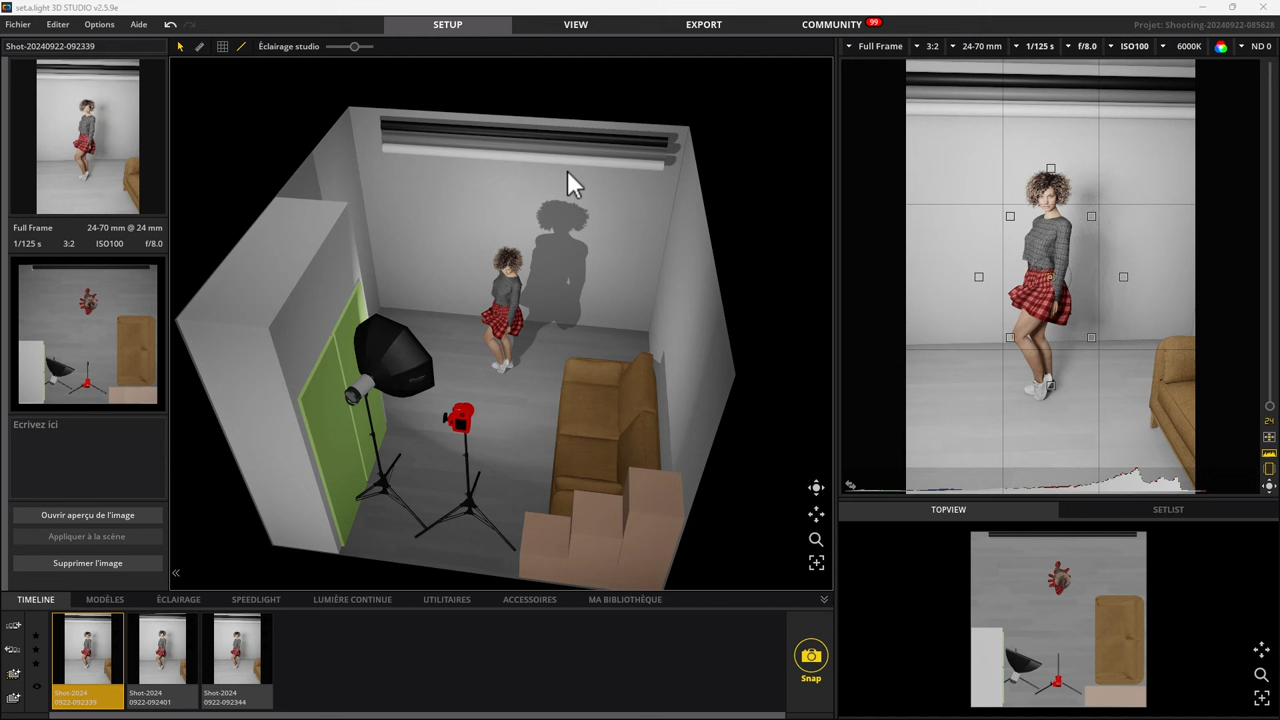 set.a.light 3D STUDIO v2.5.9e
Fichier Editer Options Aide
SETUP VIEW EXPORT COMMUNITY 99
Projet: Shooting-20240922-085628
Shot-20240922-092339
Éclairage studio
Full Frame 3:2 24-70 mm 1/125 s f/8.0 ISO100 6000K ND 0
Full Frame 24-70 mm @ 24 mm
1/125 s 3:2 ISO100 f/8.0
Ecrivez ici
Ouvrir aperçu de l'image
Appliquer à la scène
Supprimer l'image
24
TOPVIEW SETLIST
TIMELINE MODÈLES ÉCLAIRAGE SPEEDLIGHT LUMIÈRE CONTINUE UTILITAIRES ACCESSOIRES MA BIBLIOTHÈQUE
Shot-2024
0922-092339
Shot-2024
0922-092401
Shot-2024
0922-092344
Snap